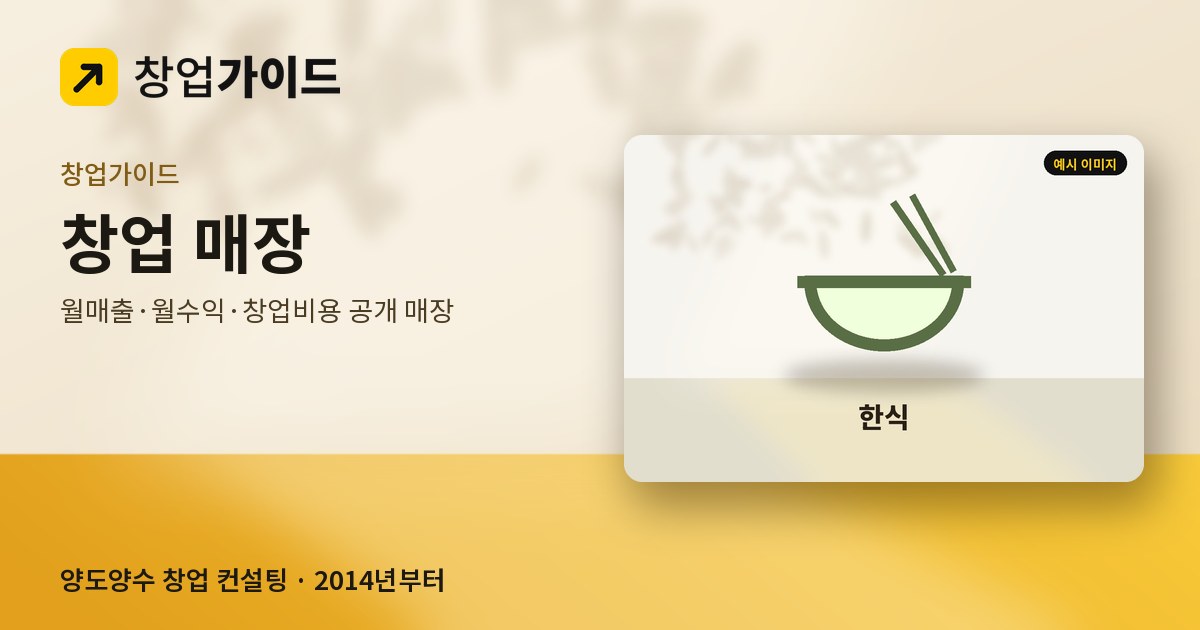 창업가이드
창업가이드
창업 매장
월매출·월수익·창업비용 공개 매장
예시 이미지
한식
양도양수 창업 컨설팅 · 2014년부터